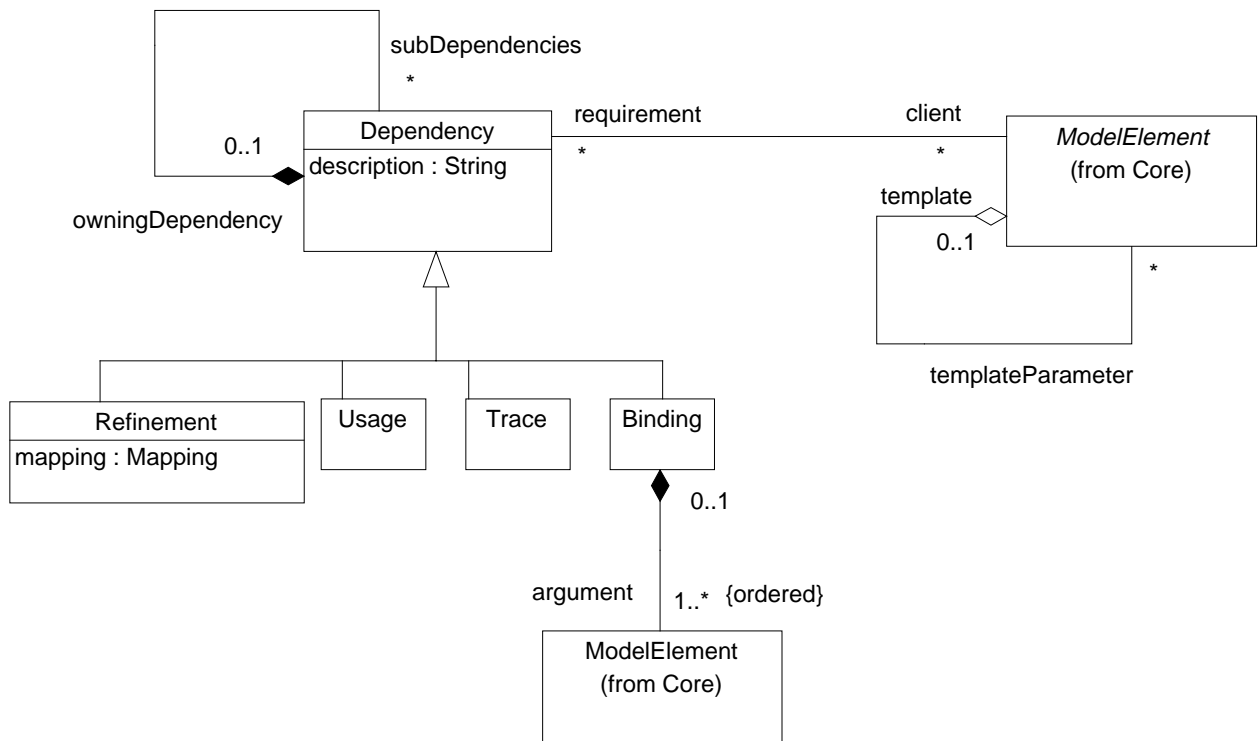 subDependencies
*
requirement
client
Dependency
ModelElement
0..1
*
*
description : String
(from Core)
template
owningDependency
0..1
*
templateParameter
Refinement
Usage
Trace
Binding
mapping : Mapping
0..1
argument
1..*
{ordered}
ModelElement
(from Core)